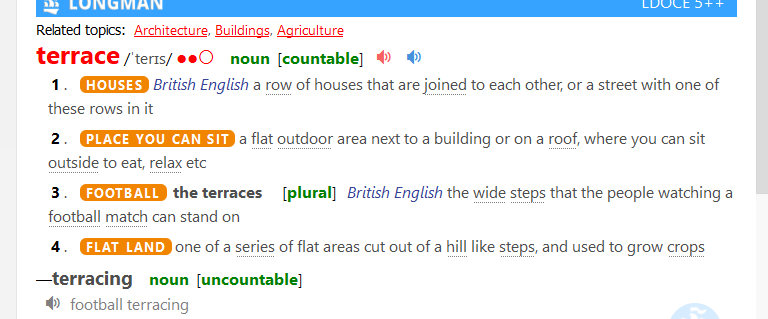 LONGMAN LDOCE 5++
Related topics: Architecture, Buildings, Agriculture
terrace /ˈterɪs/ ●●○ noun [countable]
1. HOUSES British English a row of houses that are joined to each other, or a street with one of
these rows in it
2. PLACE YOU CAN SIT a flat outdoor area next to a building or on a roof, where you can sit
outside to eat, relax etc
3. FOOTBALL the terraces [plural] British English the wide steps that the people watching a
football match can stand on
4. FLAT LAND one of a series of flat areas cut out of a hill like steps, and used to grow crops
—terracing noun [uncountable]
football terracing